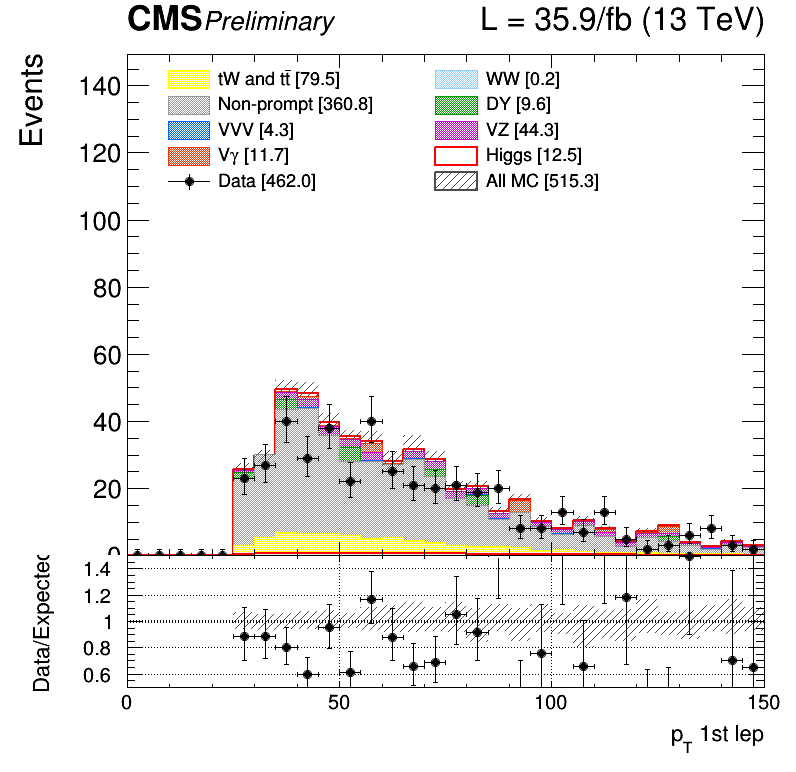 CMS Preliminary L = 35.9/fb (13 TeV)
Events
140
120
100
80
60
40
20
0
tW and tt̄ [79.5]
Non-prompt [360.8]
VVV [4.3]
Vγ [11.7]
Data [462.0]
WW [0.2]
DY [9.6]
VZ [44.3]
Higgs [12.5]
All MC [515.3]
Data/Expected
1.4
1.2
1
0.8
0.6
0 50 100 150
pT 1st lep